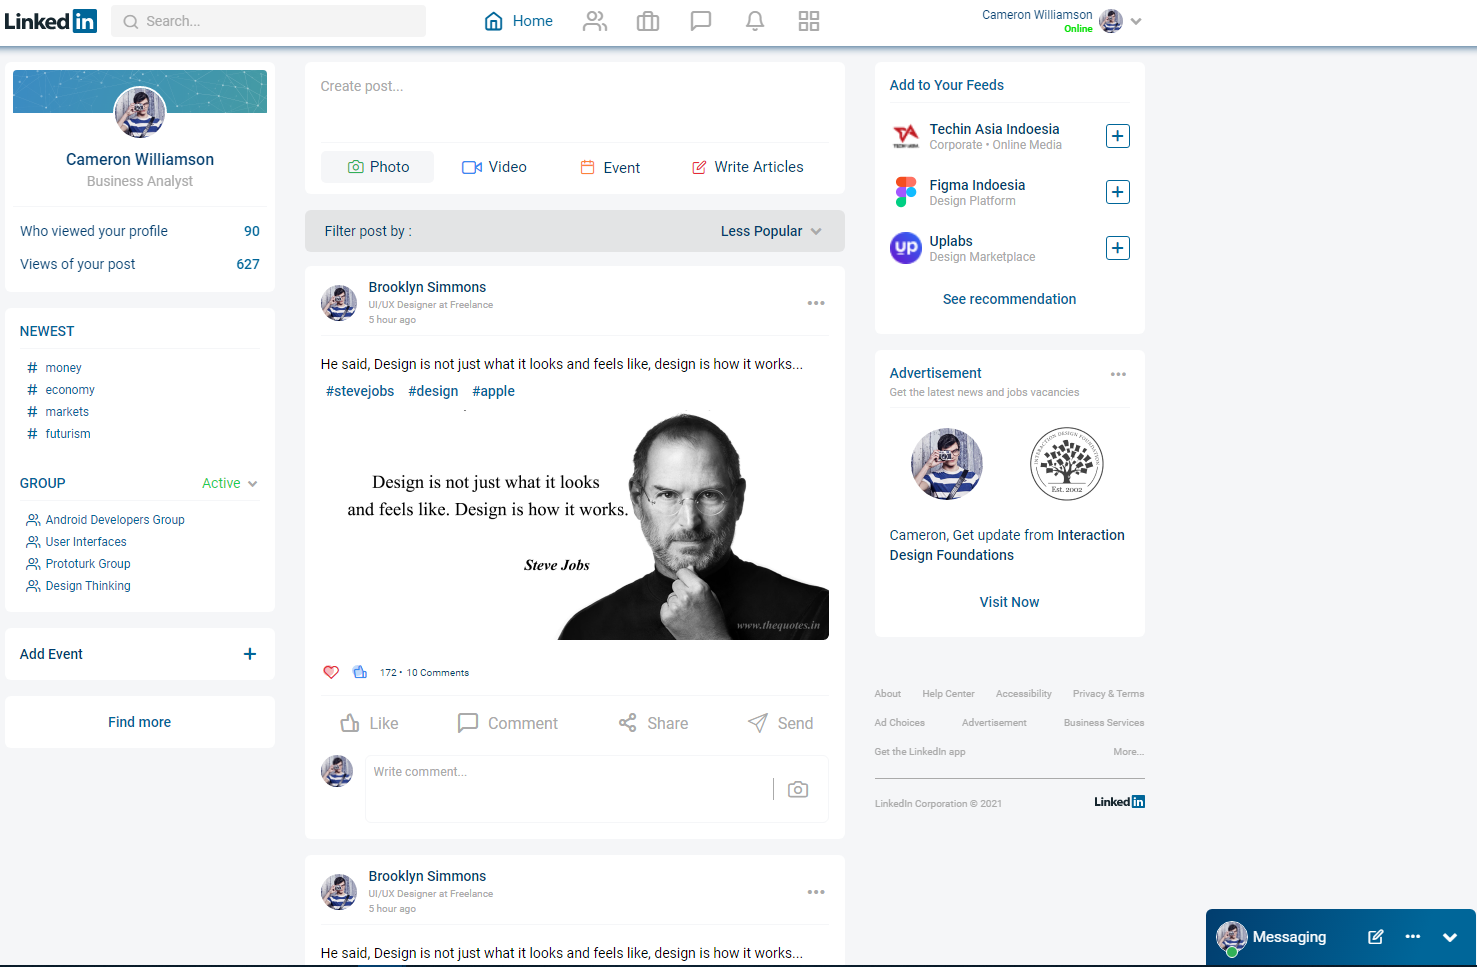 Linked in
Search...
Home
Cameron Williamson
Online
Cameron Williamson
Business Analyst
Who viewed your profile 90
Views of your post 627
NEWEST
# money
# economy
# markets
# futurism
GROUP Active
Android Developers Group
User Interfaces
Prototurk Group
Design Thinking
Add Event +
Find more
Create post...
Photo Video Event Write Articles
Filter post by : Less Popular
Brooklyn Simmons
UI/UX Designer at Freelance
5 hour ago
He said, Design is not just what it looks and feels like, design is how it works...
#stevejobs #design #apple
Design is not just what it looks
and feels like. Design is how it works.
Steve Jobs
www.thequotes.in
172 • 10 Comments
Like Comment Share Send
Write comment...
Brooklyn Simmons
UI/UX Designer at Freelance
5 hour ago
He said, Design is not just what it looks and feels like, design is how it works...
Add to Your Feeds
TECHINASIA
Techin Asia Indoesia
Corporate • Online Media
Figma Indoesia
Design Platform
up
Uplabs
Design Marketplace
See recommendation
Advertisement
Get the latest news and jobs vacancies
INTERACTION DESIGN FOUNDATION
Est. 2002
Cameron, Get update from Interaction
Design Foundations
Visit Now
About Help Center Accessibility Privacy & Terms
Ad Choices Advertisement Business Services
Get the LinkedIn app More...
LinkedIn Corporation © 2021 Linked in
Messaging